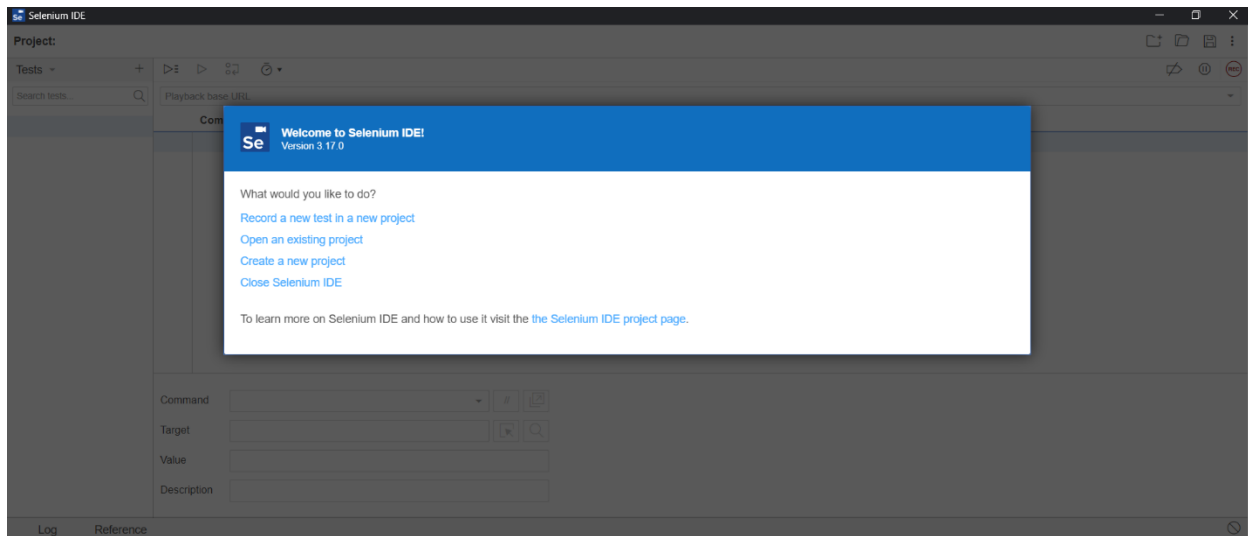 Se Selenium IDE
Project:
Tests
Search tests...
Playback base URL
Com
Se
Welcome to Selenium IDE!
Version 3.17.0
What would you like to do?
Record a new test in a new project
Open an existing project
Create a new project
Close Selenium IDE
To learn more on Selenium IDE and how to use it visit the the Selenium IDE project page.
Command
//
Target
Value
Description
Log Reference
REC